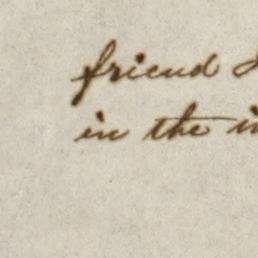 friend
in the